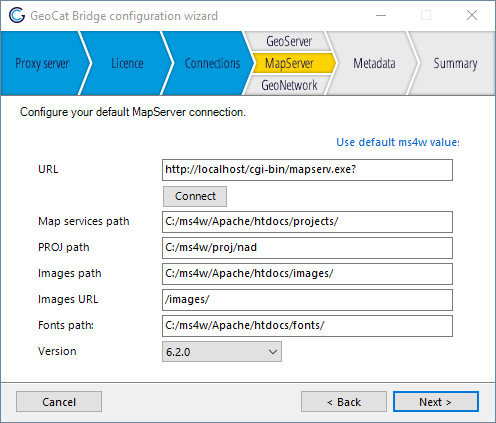 GeoCat Bridge configuration wizard
Proxy server
Licence
Connections
GeoServer
MapServer
GeoNetwork
Metadata
Summary
Configure your default MapServer connection.
Use default ms4w values
URL http://localhost/cgi-bin/mapserv.exe?
Connect
Map services path C:/ms4w/Apache/htdocs/projects/
PROJ path C:/ms4w/proj/nad
Images path C:/ms4w/Apache/htdocs/images/
Images URL /images/
Fonts path: C:/ms4w/Apache/htdocs/fonts/
Version 6.2.0
Cancel < Back Next >